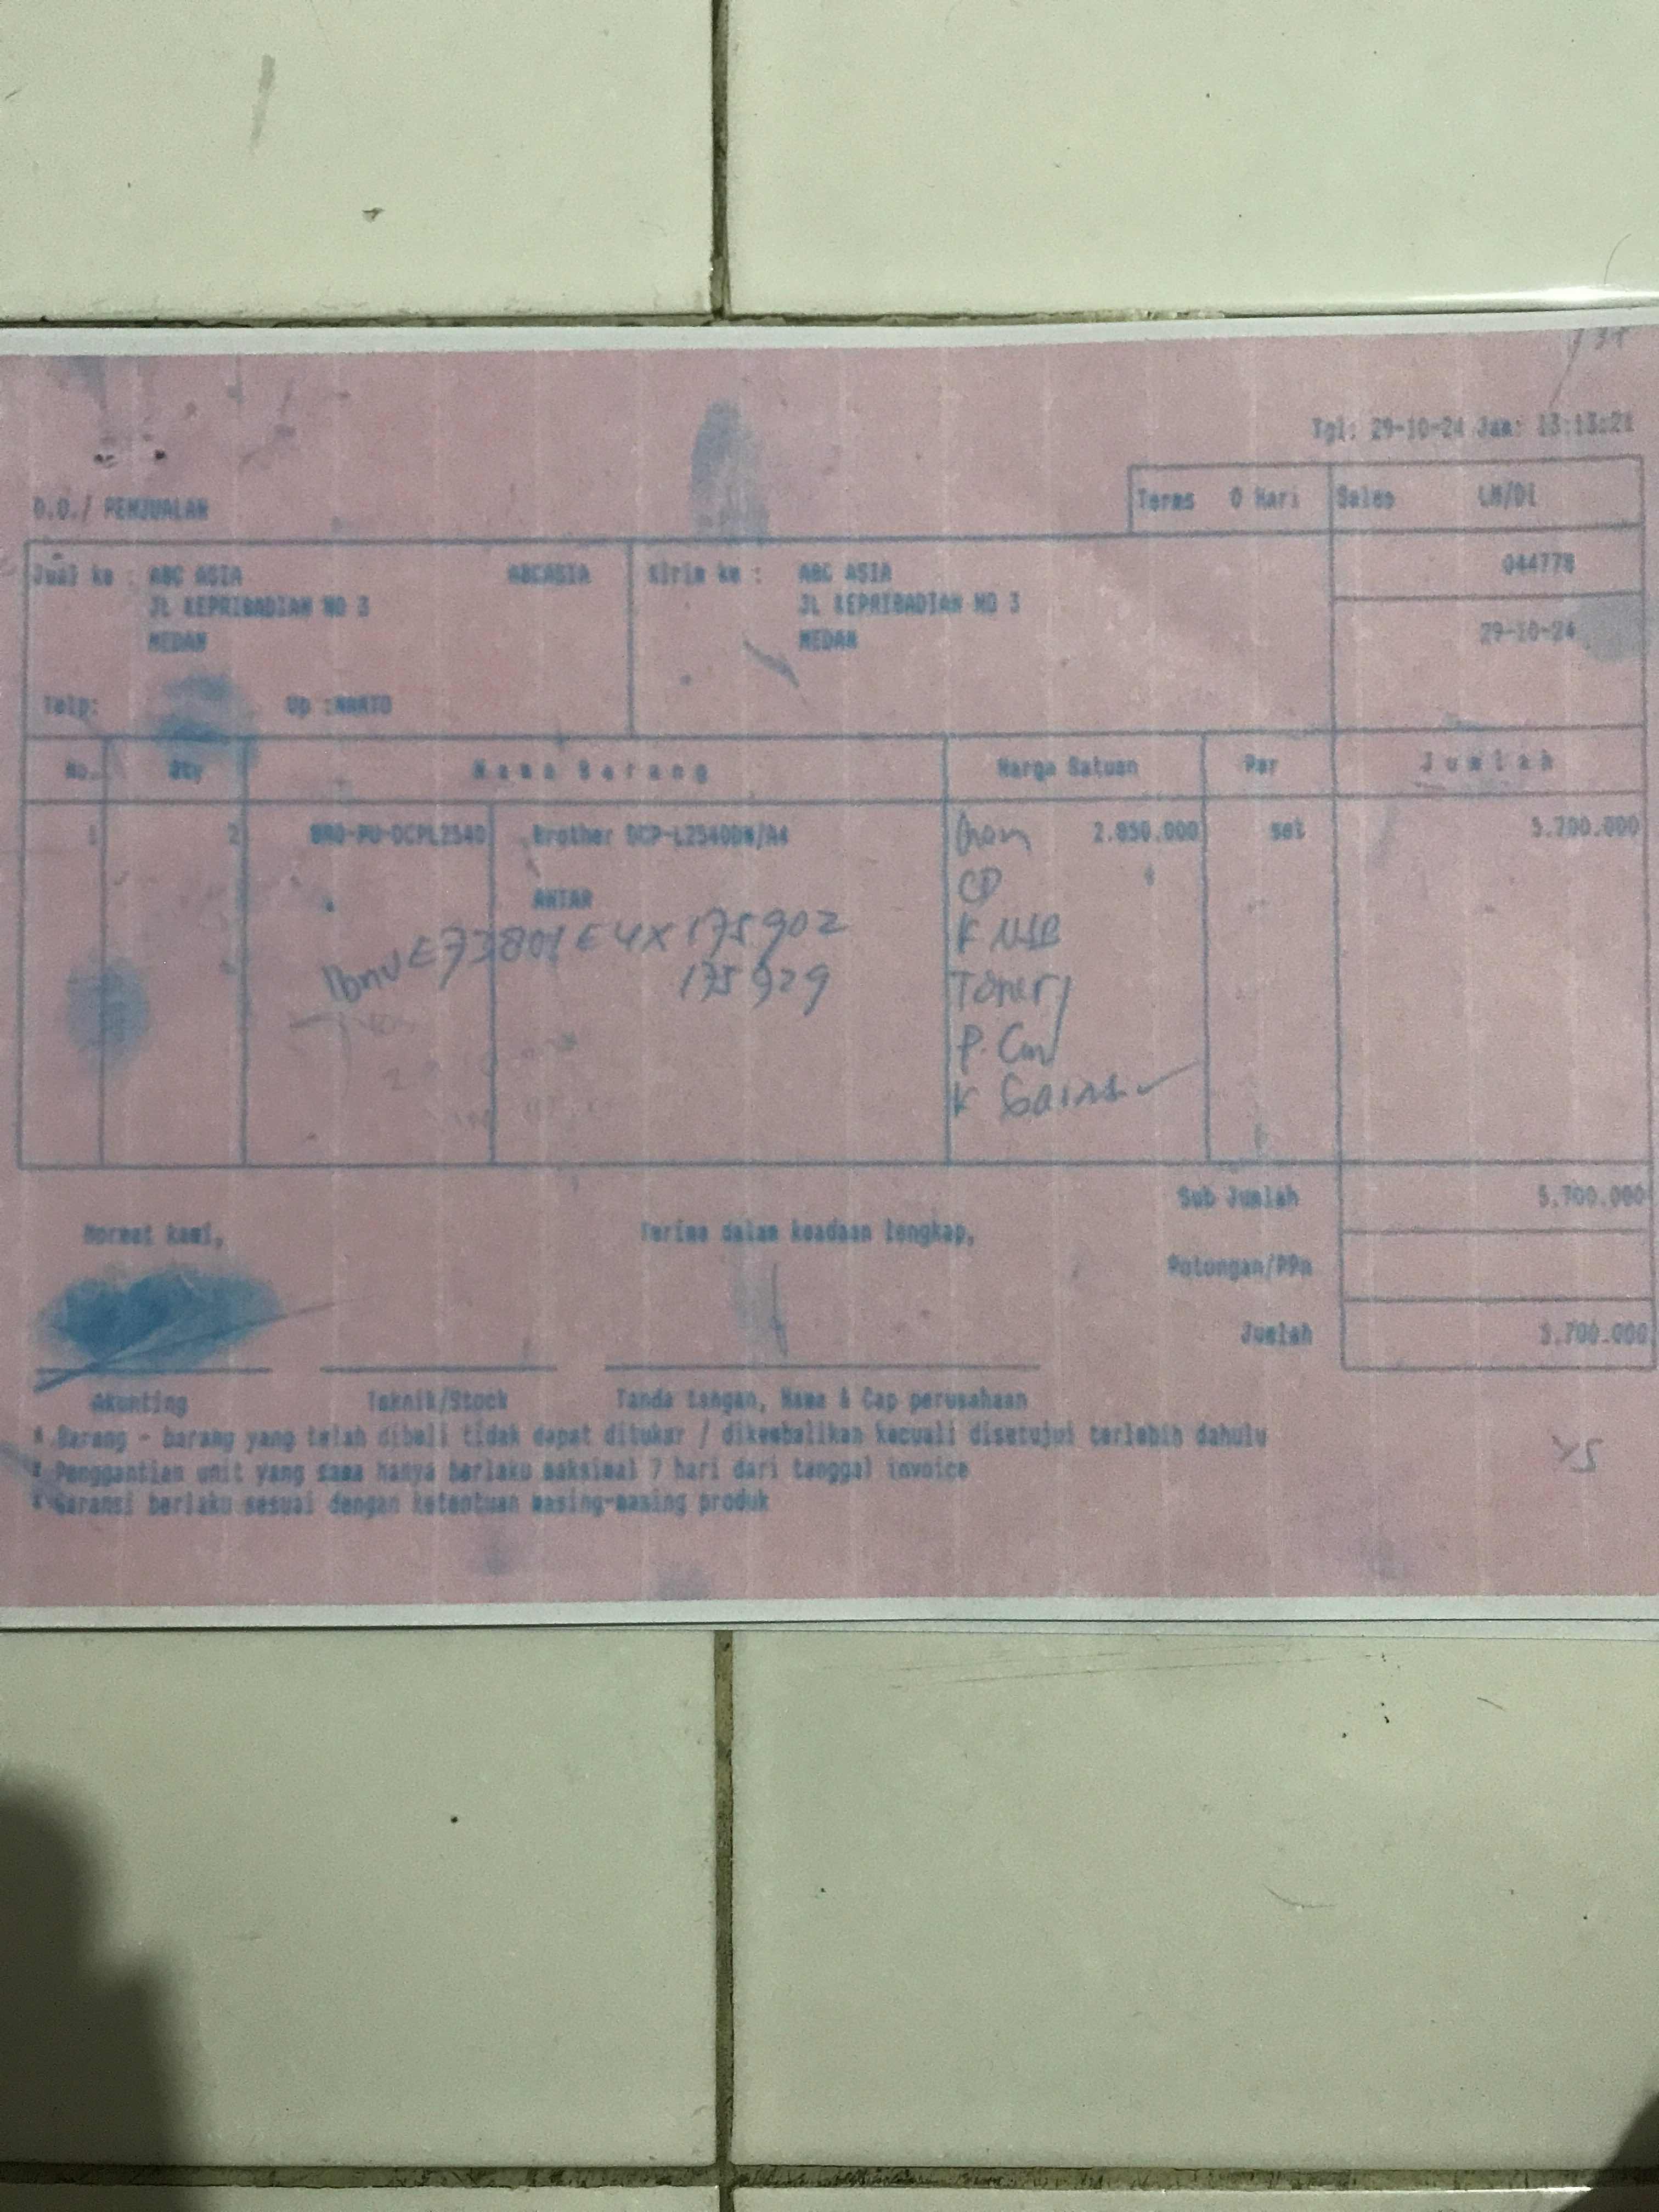 Tgl: 29-10-24 Jam: 13:13:21
D.O./ PENJUALAN
Terms 0 Hari Sales LM/DL
Jual ke : ABC ASIA ABCASIA Kirim ke : ABC ASIA 044778
JL KEPRIBADIAN NO 3 JL KEPRIBADIAN NO 3
MEDAN MEDAN 29-10-24
Telp: Up :
No. Qty Nama Barang Harga Satuan Per Jumlah
1 2 BRO-PU-DCPL2540 Brother DCP-L2540DW/A4 2.850.000 set 5.700.000
ANTAR CD
E4X175902 K USB
175929 Toner
Sub Jumlah 5.700.000
Hormat kami, Terima dalam keadaan lengkap,
Potongan/PPn
Jumlah 5.700.000
Akunting Teknik/Stock Tanda tangan, Nama & Cap perusahaan
* Barang - barang yang telah dibeli tidak dapat ditukar / dikembalikan kecuali disetujui terlebih dahulu
* Penggantian unit yang sama hanya berlaku maksimal 7 hari dari tanggal invoice
* Garansi berlaku sesuai dengan ketentuan masing-masing produk